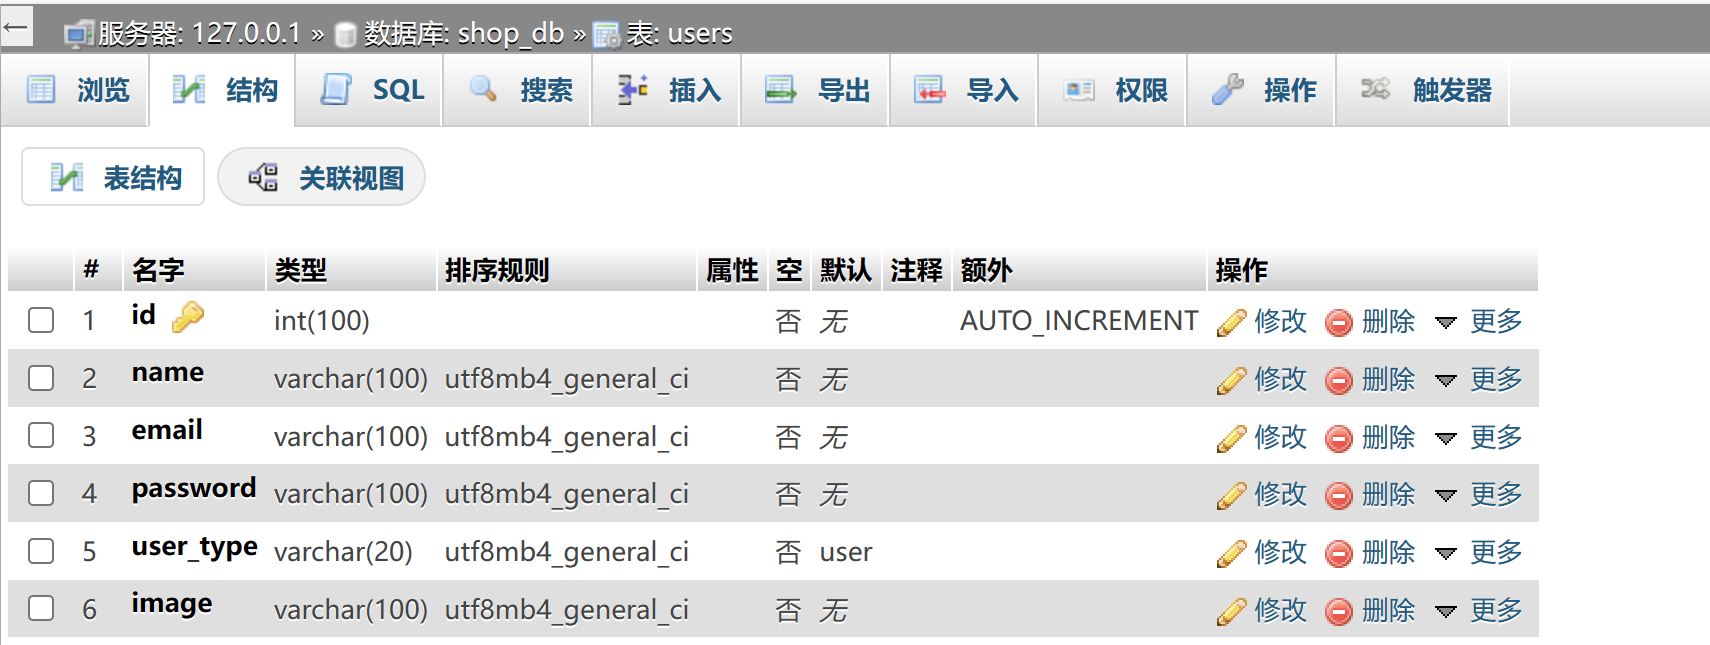 ← 服务器: 127.0.0.1 » 数据库: shop_db » 表: users
浏览 结构 SQL 搜索 插入 导出 导入 权限 操作 触发器
表结构 关联视图
# 名字 类型 排序规则 属性 空 默认 注释 额外 操作
1 id int(100) 否 无 AUTO_INCREMENT 修改 删除 更多
2 name varchar(100) utf8mb4_general_ci 否 无 修改 删除 更多
3 email varchar(100) utf8mb4_general_ci 否 无 修改 删除 更多
4 password varchar(100) utf8mb4_general_ci 否 无 修改 删除 更多
5 user_type varchar(20) utf8mb4_general_ci 否 user 修改 删除 更多
6 image varchar(100) utf8mb4_general_ci 否 无 修改 删除 更多